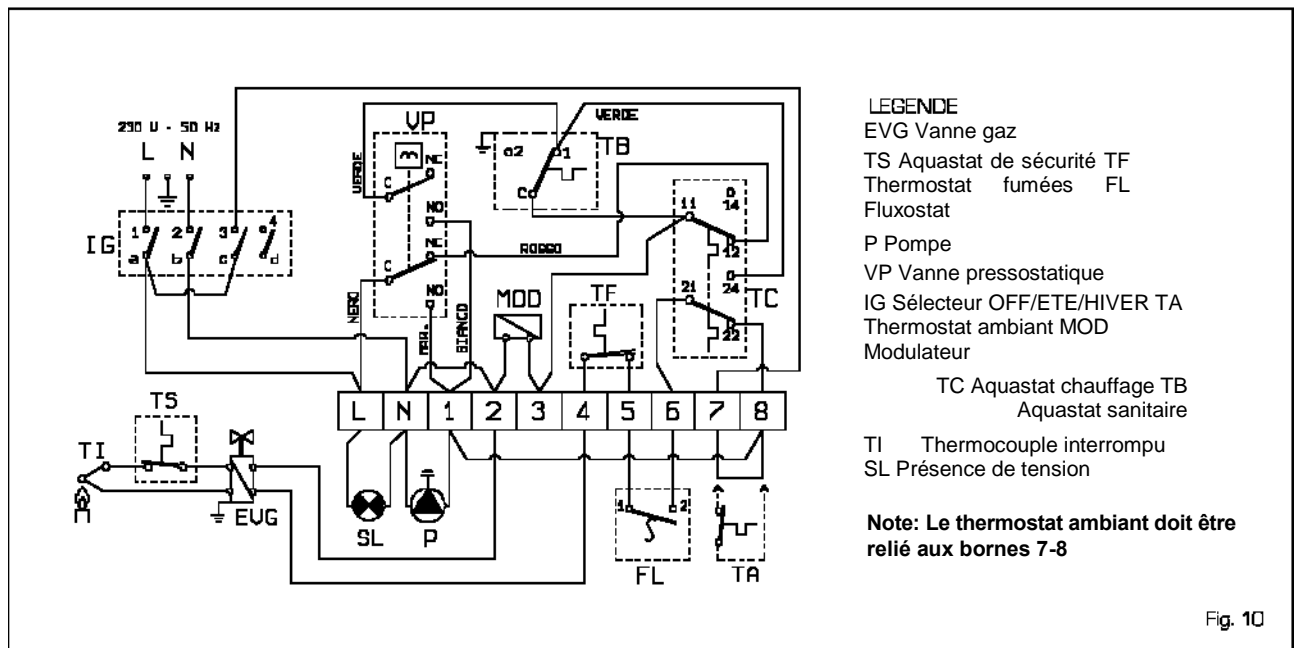 230 V - 50 Hz
L N
IG
1 2 3 4
a b c d
VP
C NC
NO
NC
C
NO
VERDE
NERO
MAR.
BIANCO
ROSSO
VERDE
TB
a2 1
C
11
14
12
24
21
22
TC
MOD
TF
L N 1 2 3 4 5 6 7 8
TS
TI
EVG
SL
P
1 2
FL
TA
LEGENDE
EVG Vanne gaz
TS Aquastat de sécurité TF
Thermostat fumées FL
Fluxostat
P Pompe
VP Vanne pressostatique
IG Sélecteur OFF/ETE/HIVER TA
Thermostat ambiant MOD
Modulateur
TC Aquastat chauffage TB
Aquastat sanitaire
TI Thermocouple interrompu
SL Présence de tension
Note: Le thermostat ambiant doit être
relié aux bornes 7-8
Fig. 10